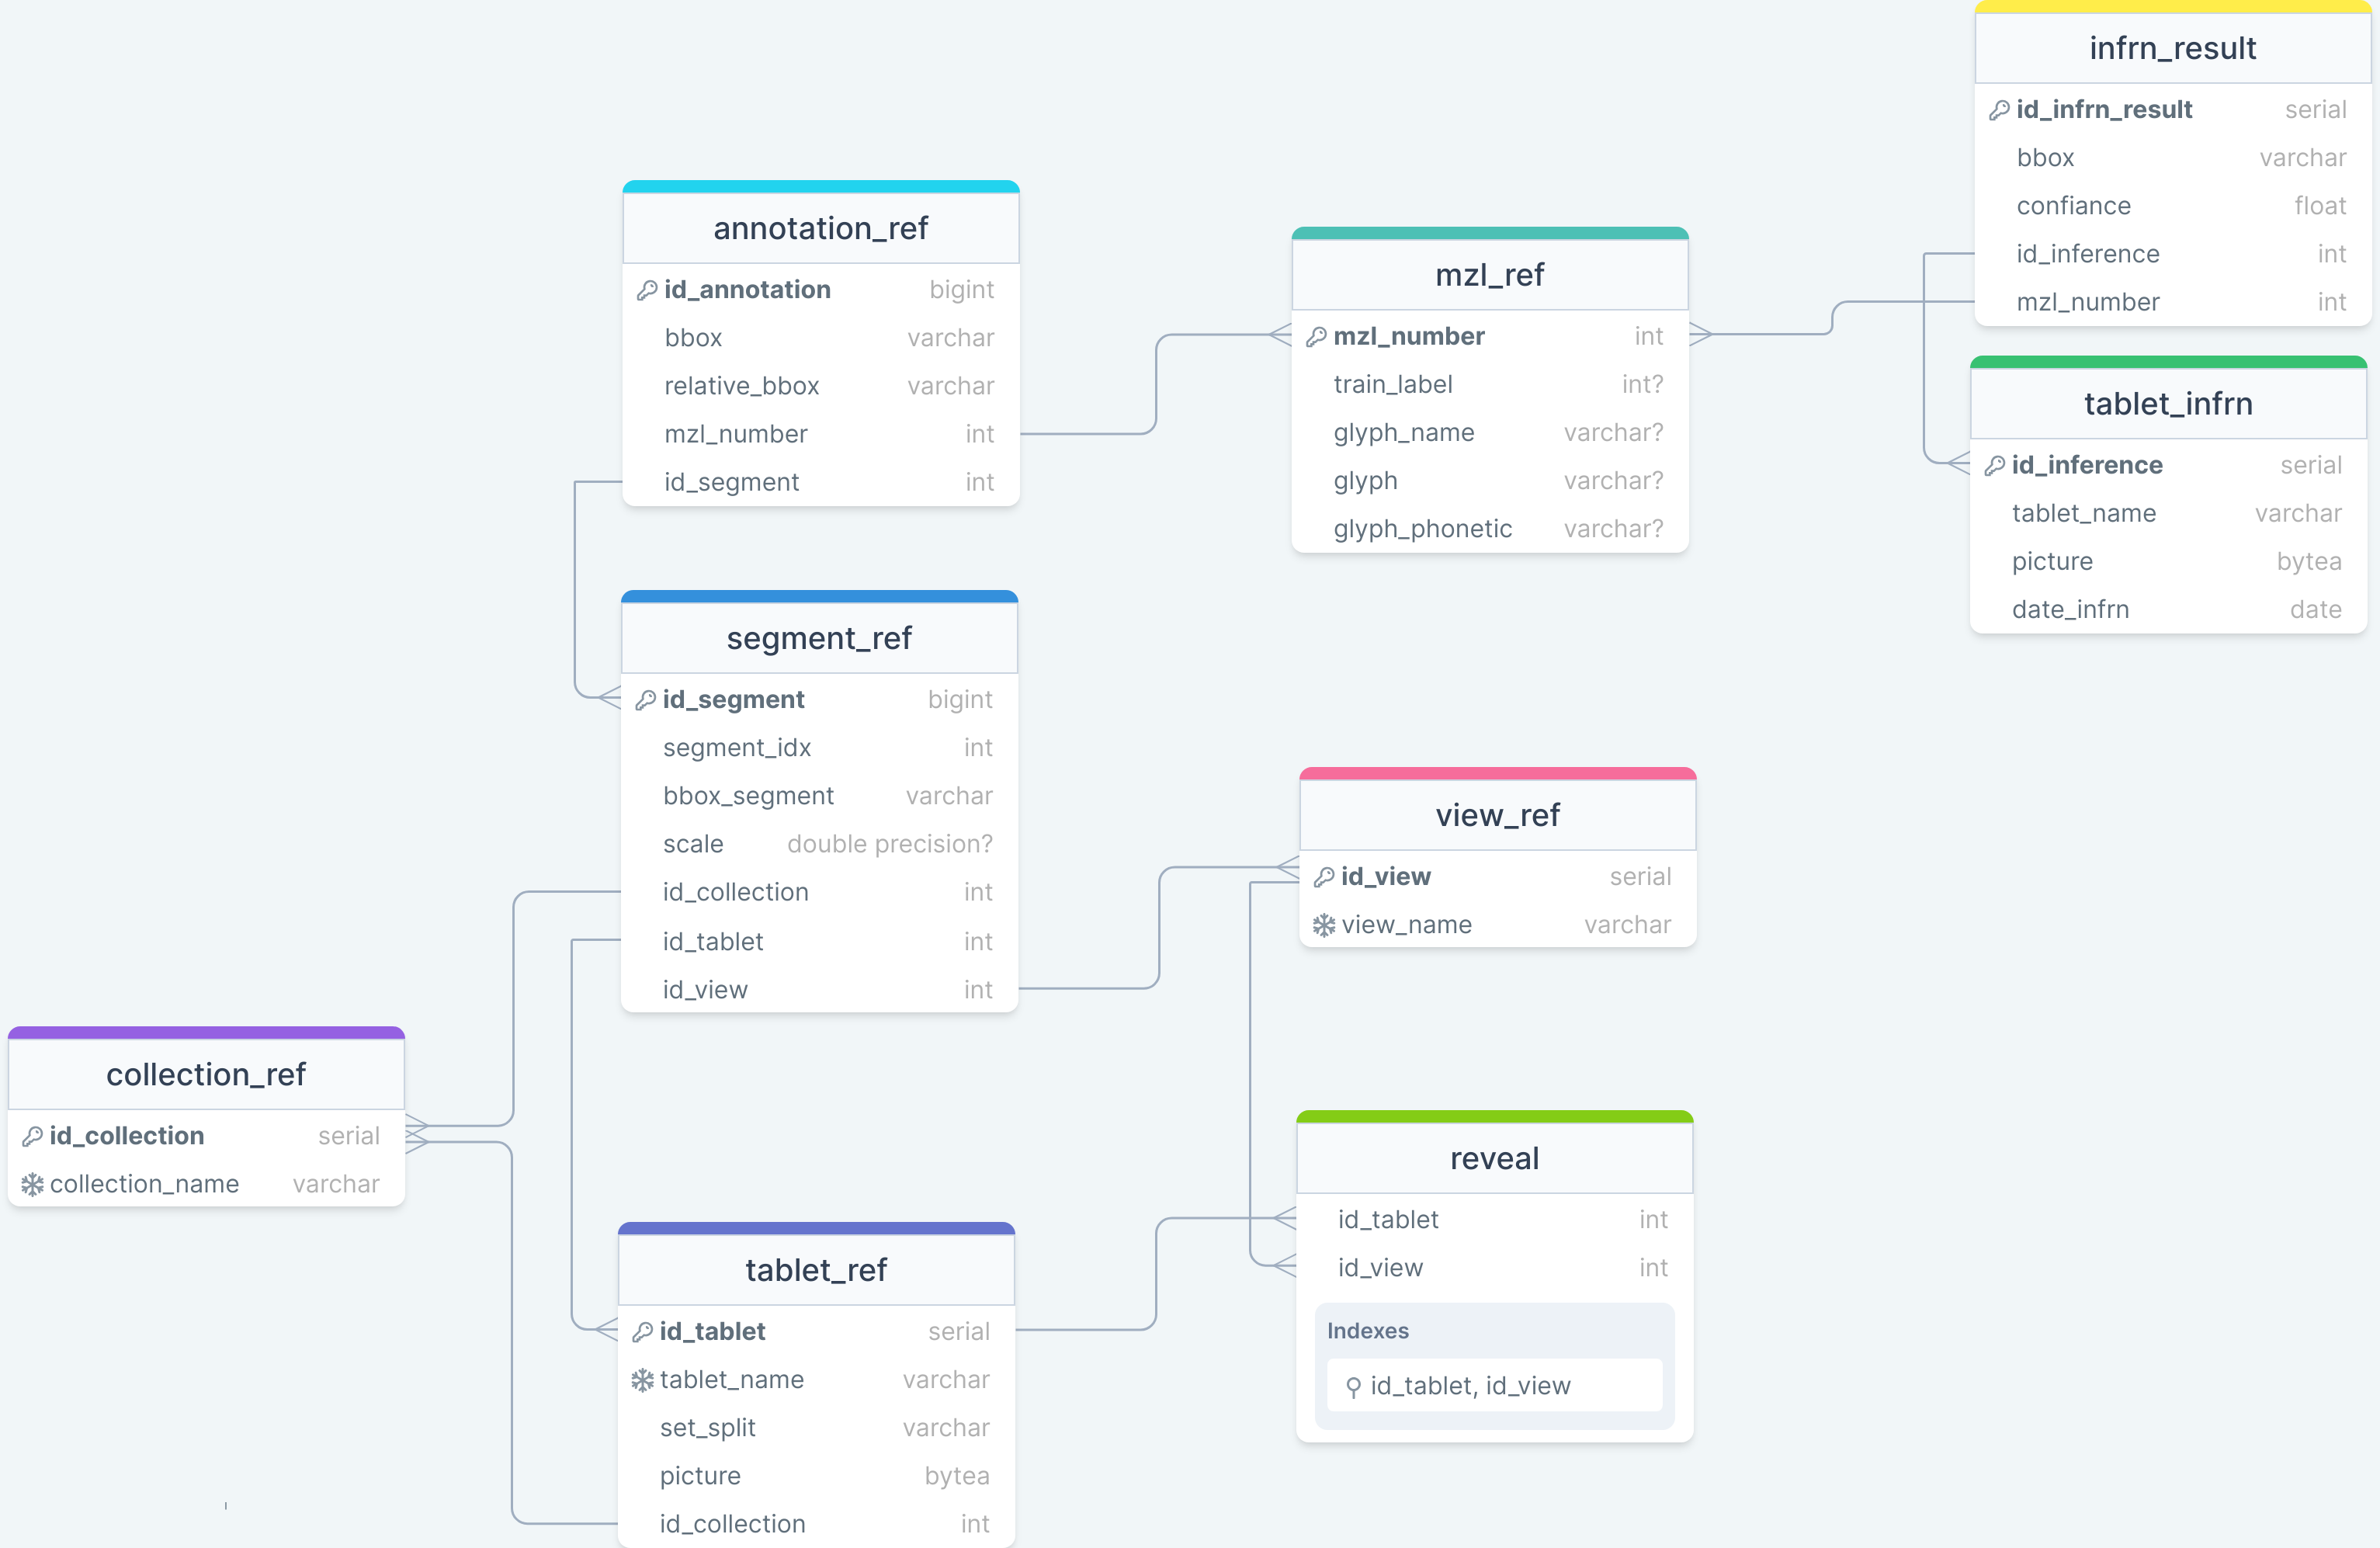 infrn_result
id_infrn_result serial
bbox varchar
confiance float
id_inference int
mzl_number int
annotation_ref
id_annotation bigint
bbox varchar
relative_bbox varchar
mzl_number int
id_segment int
mzl_ref
mzl_number int
train_label int?
glyph_name varchar?
glyph varchar?
glyph_phonetic varchar?
tablet_infrn
id_inference serial
tablet_name varchar
picture bytea
date_infrn date
segment_ref
id_segment bigint
segment_idx int
bbox_segment varchar
scale double precision?
id_collection int
id_tablet int
id_view int
view_ref
id_view serial
view_name varchar
collection_ref
id_collection serial
collection_name varchar
reveal
id_tablet int
id_view int
Indexes
id_tablet, id_view
tablet_ref
id_tablet serial
tablet_name varchar
set_split varchar
picture bytea
id_collection int